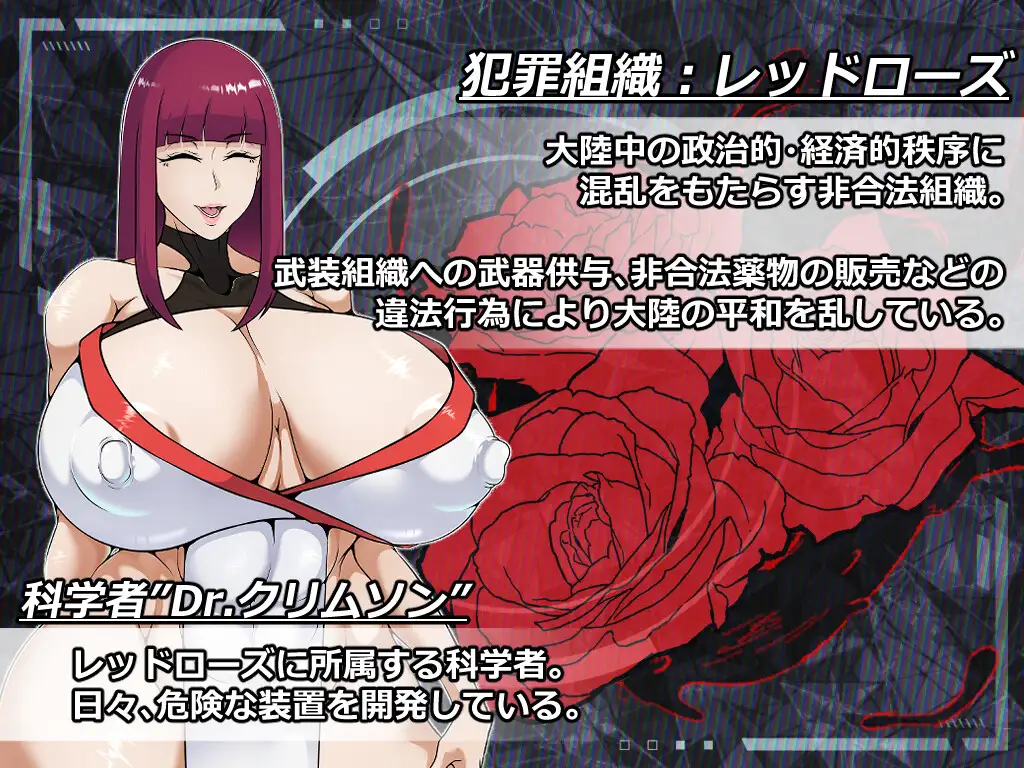 犯罪組織：レッドローズ
大陸中の政治的・経済的秩序に
混乱をもたらす非合法組織。
武装組織への武器供与、非合法薬物の販売などの
違法行為により大陸の平和を乱している。
科学者"Dr.クリムソン"
レッドローズに所属する科学者。
日々、危険な装置を開発している。